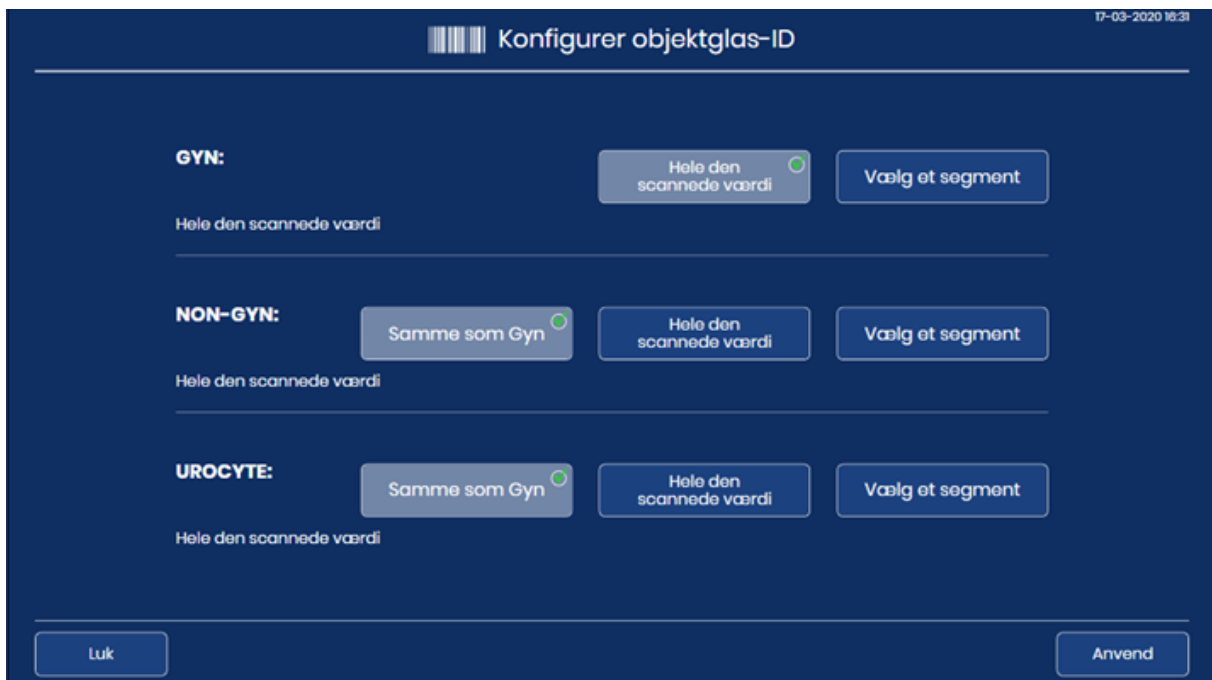 17-03-2020 16:31
Konfigurer objektglas-ID
GYN:
Hele den
scannede værdi
Vælg et segment
Hele den scannede værdi
NON-GYN:
Samme som Gyn
Hele den
scannede værdi
Vælg et segment
Hele den scannede værdi
UROCYTE:
Samme som Gyn
Hele den
scannede værdi
Vælg et segment
Hele den scannede værdi
Luk
Anvend